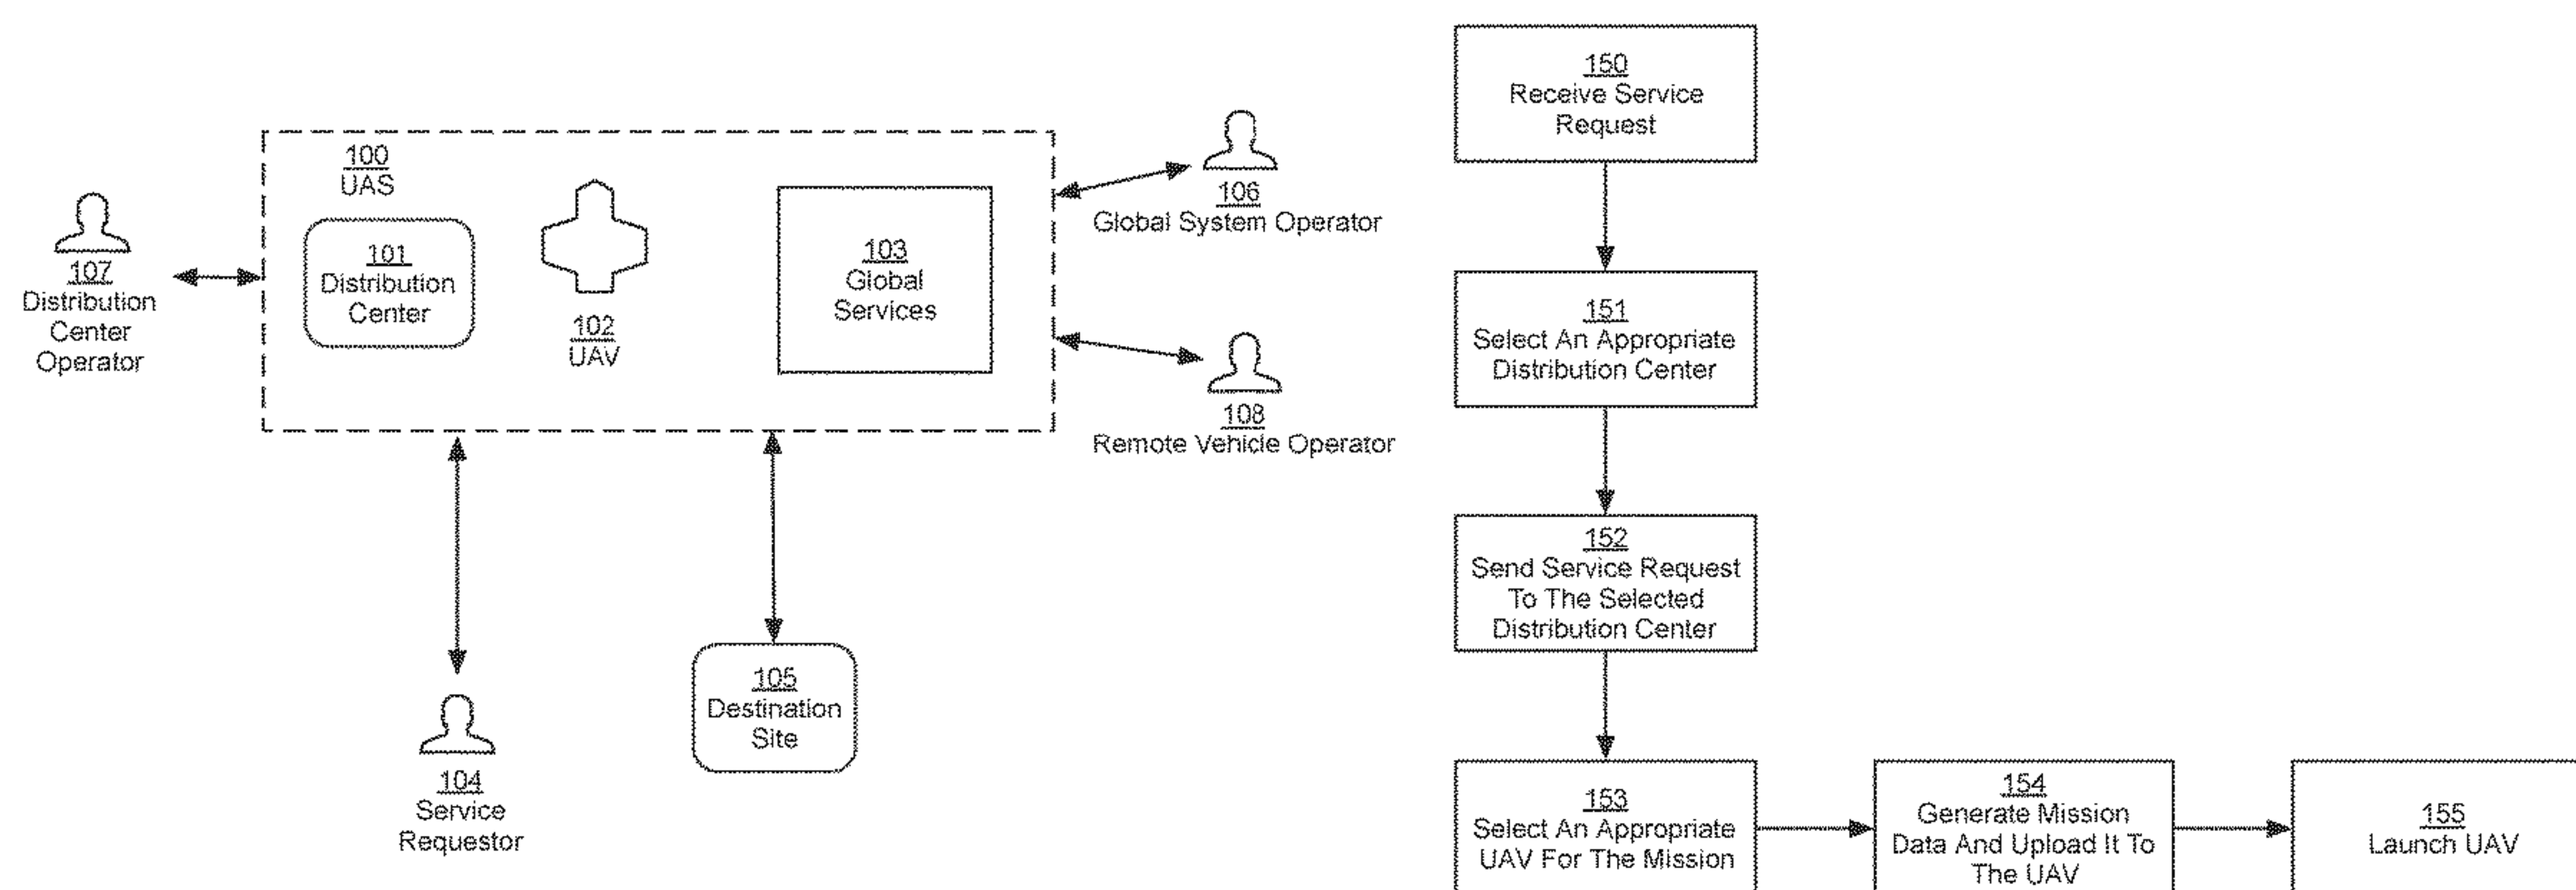 100
UAS
101
Distribution
Center
102
UAV
103
Global
Services
107
Distribution
Center
Operator
106
Global System Operator
108
Remote Vehicle Operator
104
Service
Requestor
105
Destination
Site
150
Receive Service
Request
151
Select An Appropriate
Distribution Center
152
Send Service Request
To The Selected
Distribution Center
153
Select An Appropriate
UAV For The Mission
154
Generate Mission
Data And Upload It To
The UAV
155
Launch UAV